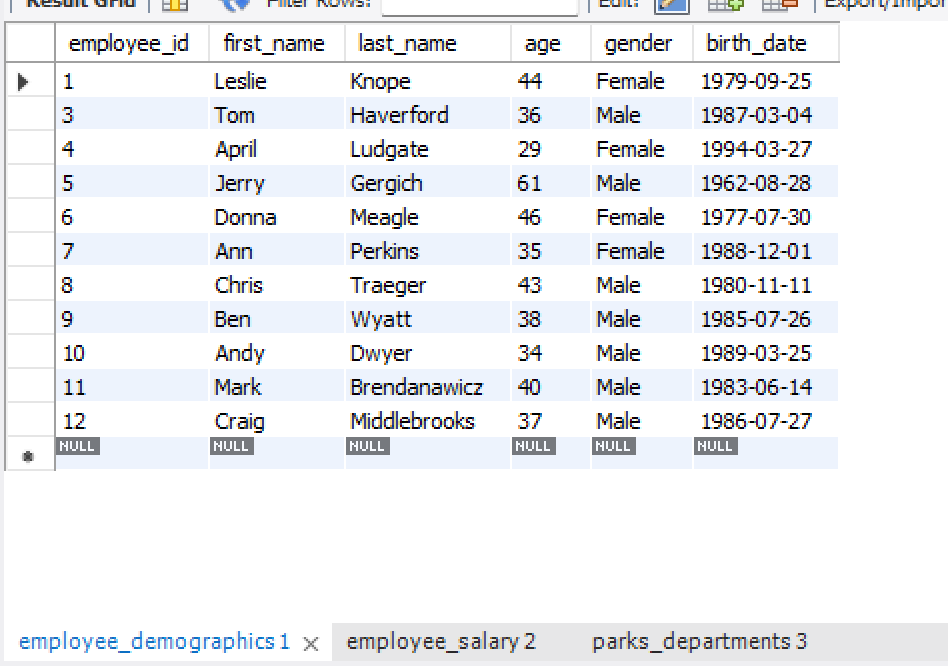 Result Grid Filter Rows: Edit: Export/Impor
employee_id first_name last_name age gender birth_date
1 Leslie Knope 44 Female 1979-09-25
3 Tom Haverford 36 Male 1987-03-04
4 April Ludgate 29 Female 1994-03-27
5 Jerry Gergich 61 Male 1962-08-28
6 Donna Meagle 46 Female 1977-07-30
7 Ann Perkins 35 Female 1988-12-01
8 Chris Traeger 43 Male 1980-11-11
9 Ben Wyatt 38 Male 1985-07-26
10 Andy Dwyer 34 Male 1989-03-25
11 Mark Brendanawicz 40 Male 1983-06-14
12 Craig Middlebrooks 37 Male 1986-07-27
NULL NULL NULL NULL NULL NULL
employee_demographics 1 employee_salary 2 parks_departments 3